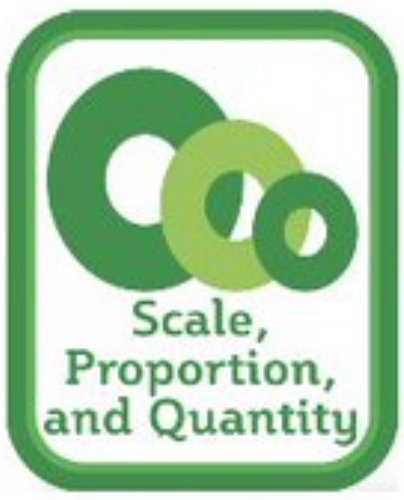 Scale,
Proportion,
and Quantity